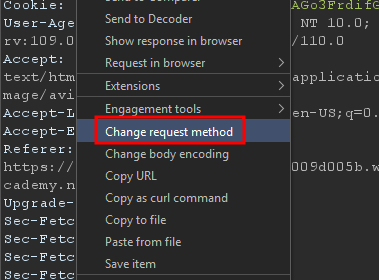 Cookie: AGo3FrdifG
Send to Decoder
User-Age NT 10.0;
rv:109.0 Show response in browser /110.0
Accept: Request in browser
text/htm Extensions applicatio
mage/avi
Accept-L Engagement tools en-US;q=0.
Accept-E Change request method
Referer: Change body encoding
https:// Copy URL 009d005b.w
cademy.n Copy as curl command
Upgrade- Copy to file
Sec-Fetc
Sec-Fetc Paste from file
Sec-Fetc Save item
Sec-Fetc